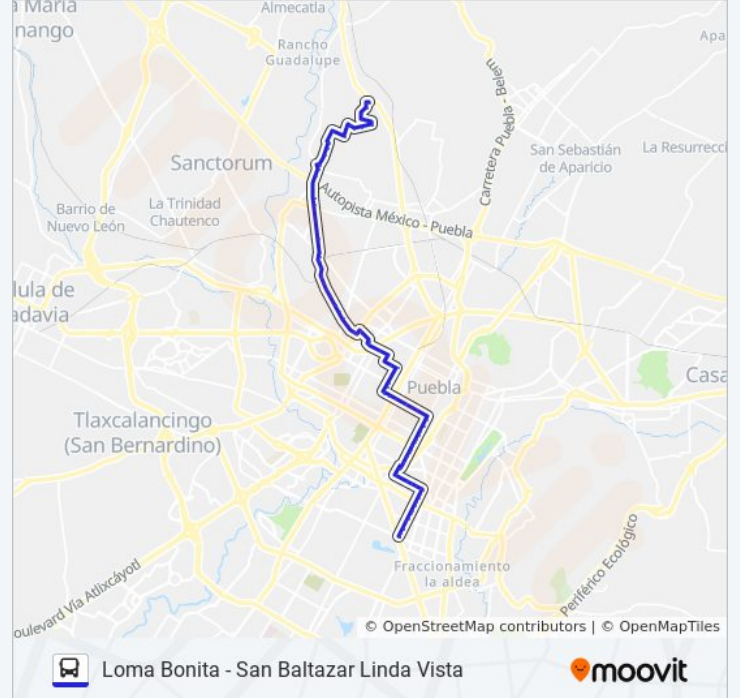 a María
nango
Almecatla
Rancho
Guadalupe
Apa
Carretera Puebla - Belem
San Sebastián
de Aparicio
La Resurrecci
Sanctorum
Autopista México - Puebla
Barrio de
Nuevo León
La Trinidad
Chautenco
lula de
adavia
Puebla
Casa
Tlaxcalancingo
(San Bernardino)
Fraccionamiento
la aldea
Periférico Ecológico
oulevard Vía Atlixcáyotl
© OpenStreetMap contributors | © OpenMapTiles
Loma Bonita - San Baltazar Linda Vista
moovit